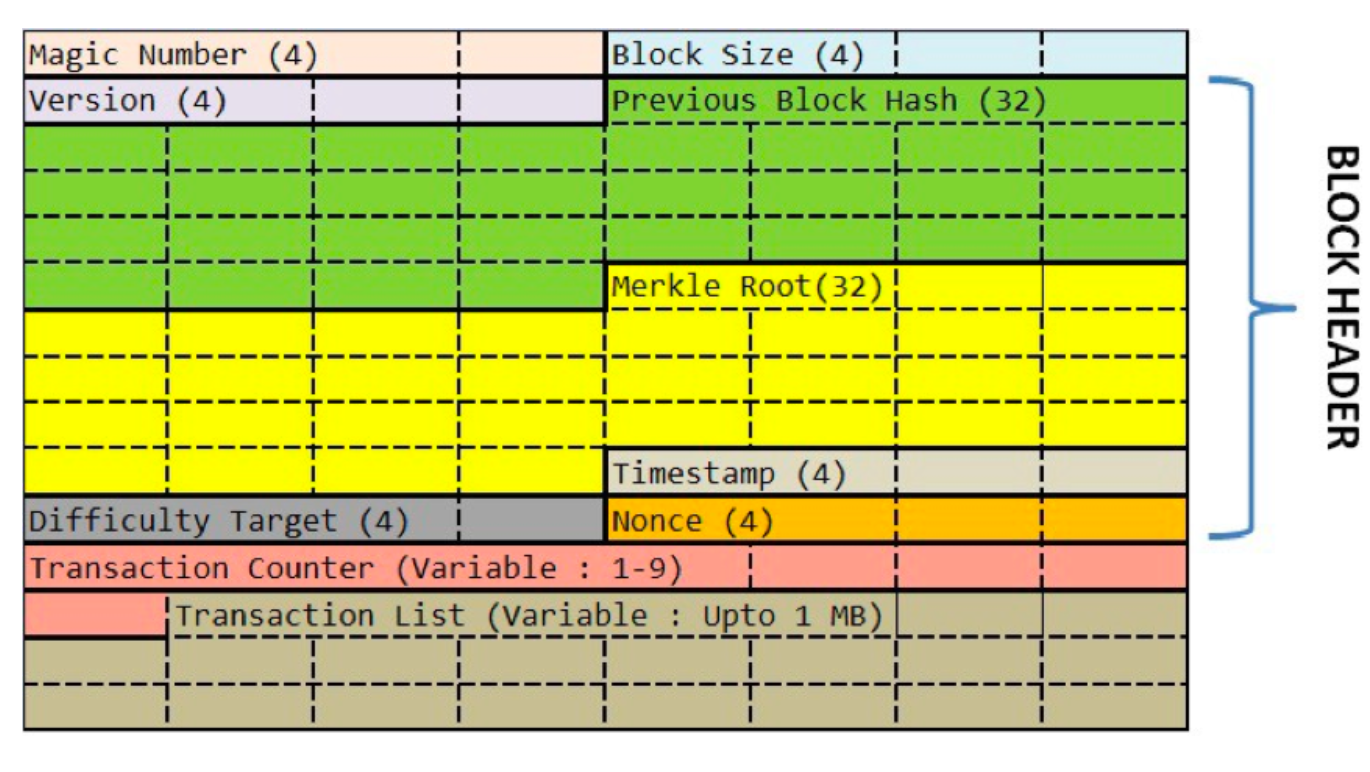 Magic Number (4)
Block Size (4)
Version (4)
Previous Block Hash (32)
Merkle Root(32)
Timestamp (4)
Difficulty Target (4)
Nonce (4)
Transaction Counter (Variable : 1-9)
Transaction List (Variable : Upto 1 MB)
BLOCK HEADER